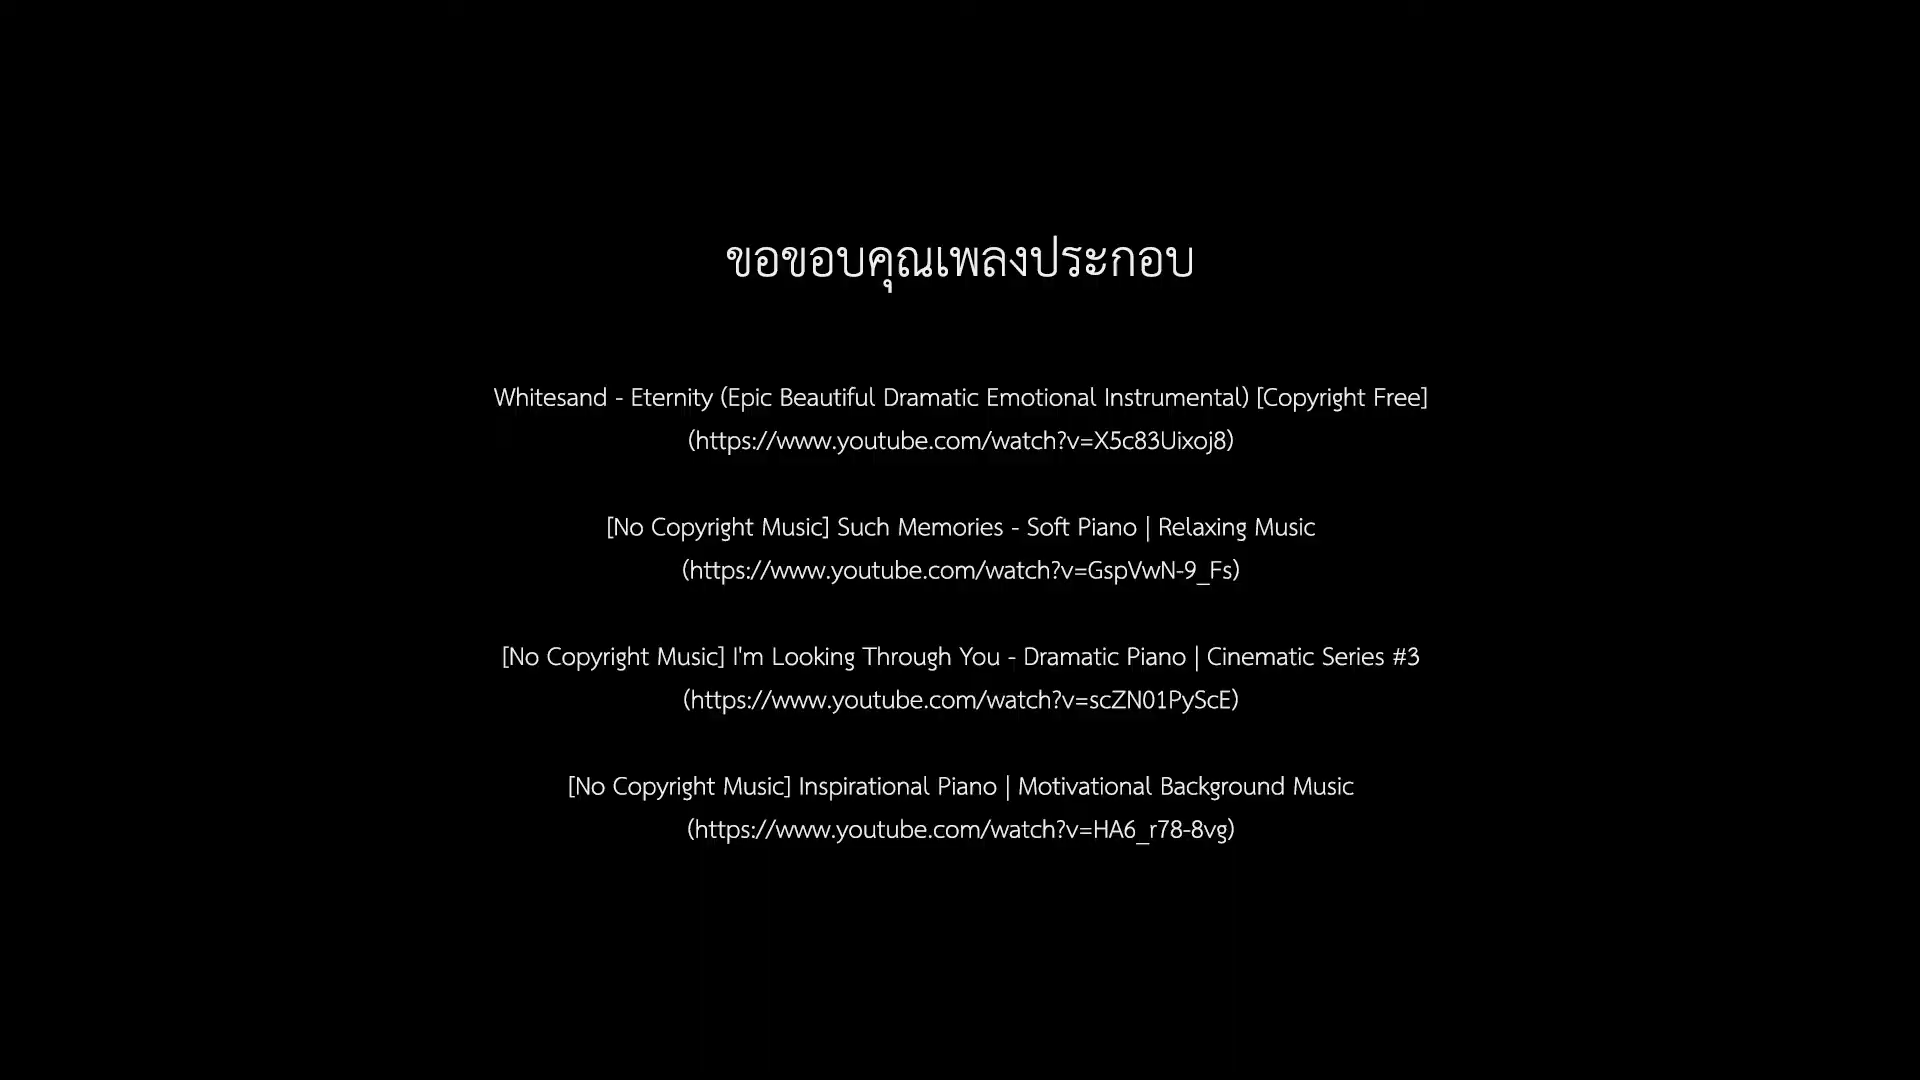 ขอขอบคุณเพลงประกอบ
Whitesand - Eternity (Epic Beautiful Dramatic Emotional Instrumental) [Copyright Free]
(https://www.youtube.com/watch?v=X5c83Uixoj8)
[No Copyright Music] Such Memories - Soft Piano | Relaxing Music
(https://www.youtube.com/watch?v=GspVwN-9_Fs)
[No Copyright Music] I'm Looking Through You - Dramatic Piano | Cinematic Series #3
(https://www.youtube.com/watch?v=scZN01PyScE)
[No Copyright Music] Inspirational Piano | Motivational Background Music
(https://www.youtube.com/watch?v=HA6_r78-8vg)